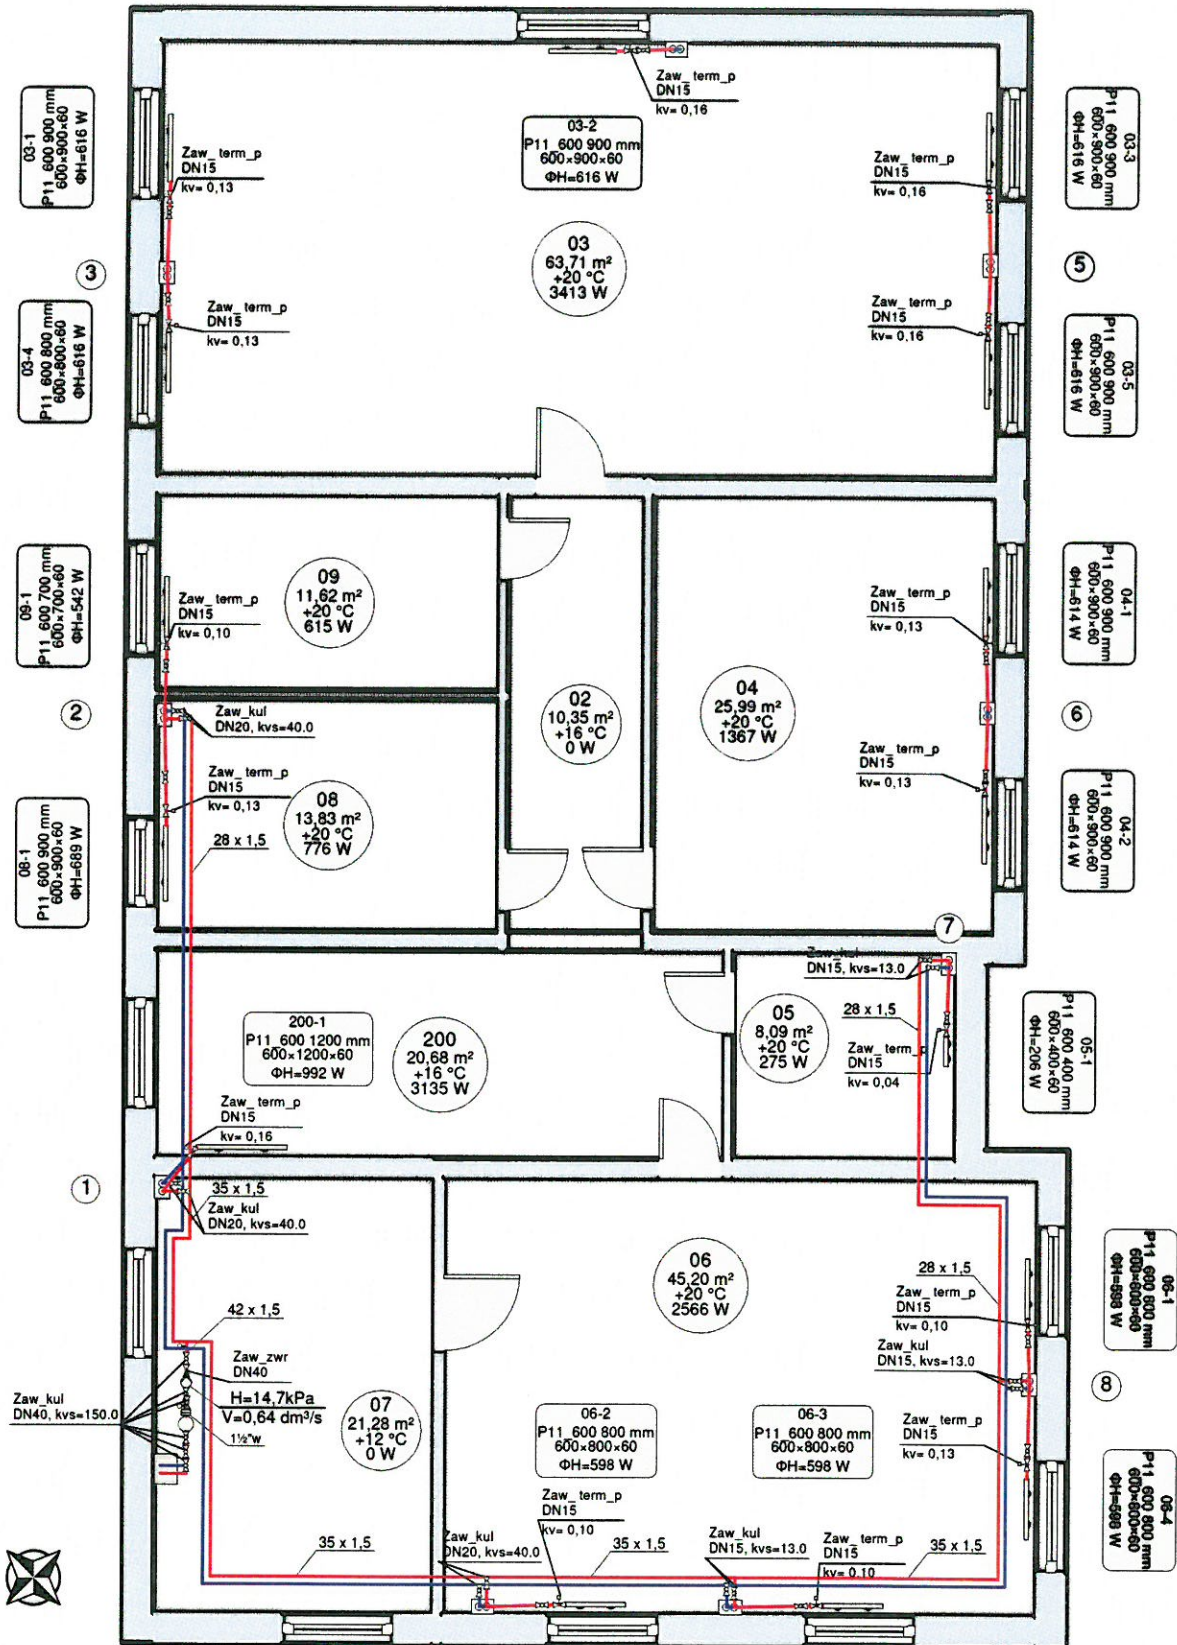 Zaw_term_p
DN15
kv= 0,16
03-1
P11_600 900 mm
600×900×60
ΦH=616 W
Zaw_term_p
DN15
kv= 0,13
03-2
P11_600 900 mm
600×900×60
ΦH=616 W
Zaw_term_p
DN15
kv= 0,16
03-3
P11_600 900 mm
600×900×60
ΦH=616 W
03
63,71 m²
+20 °C
3413 W
3
5
03-4
P11_600 800 mm
600×800×60
ΦH=616 W
Zaw_term_p
DN15
kv= 0,13
Zaw_term_p
DN15
kv= 0,16
03-5
P11_600 900 mm
600×900×60
ΦH=616 W
09-1
P11_600 700 mm
600×700×60
ΦH=542 W
Zaw_term_p
DN15
kv= 0,10
09
11,62 m²
+20 °C
615 W
Zaw_term_p
DN15
kv= 0,13
04-1
P11_600 900 mm
600×900×60
ΦH=614 W
2
Zaw_kul
DN20, kvs=40.0
02
10,35 m²
+16 °C
0 W
04
25,99 m²
+20 °C
1367 W
6
08-1
P11_600 900 mm
600×900×60
ΦH=689 W
Zaw_term_p
DN15
kv= 0,13
28 x 1,5
08
13,83 m²
+20 °C
776 W
Zaw_term_p
DN15
kv= 0,13
04-2
P11_600 900 mm
600×900×60
ΦH=614 W
7
Zaw_kul
DN15, kvs=13.0
200-1
P11_600 1200 mm
600×1200×60
ΦH=992 W
200
20,68 m²
+16 °C
3135 W
05
8,09 m²
+20 °C
275 W
28 x 1,5
Zaw_term_p
DN15
kv= 0,04
05-1
P11_600 400 mm
600×400×60
ΦH=206 W
Zaw_term_p
DN15
kv= 0,16
1
35 x 1,5
Zaw_kul
DN20, kvs=40.0
06
45,20 m²
+20 °C
2566 W
28 x 1,5
Zaw_term_p
DN15
kv= 0,10
06-1
P11_600 800 mm
600×800×60
ΦH=598 W
42 x 1,5
Zaw_zwr
DN40
Zaw_kul
DN15, kvs=13.0
8
Zaw_kul
DN40, kvs=150.0
H=14,7kPa
V=0,64 dm³/s
1½"w
07
21,28 m²
+12 °C
0 W
06-2
P11_600 800 mm
600×800×60
ΦH=598 W
06-3
P11_600 800 mm
600×800×60
ΦH=598 W
Zaw_term_p
DN15
kv= 0,13
06-4
P11_600 800 mm
600×800×60
ΦH=598 W
Zaw_term_p
DN15
kv= 0,10
35 x 1,5
Zaw_kul
DN20, kvs=40.0
35 x 1,5
Zaw_kul
DN15, kvs=13.0
Zaw_term_p
DN15
kv= 0,10
35 x 1,5